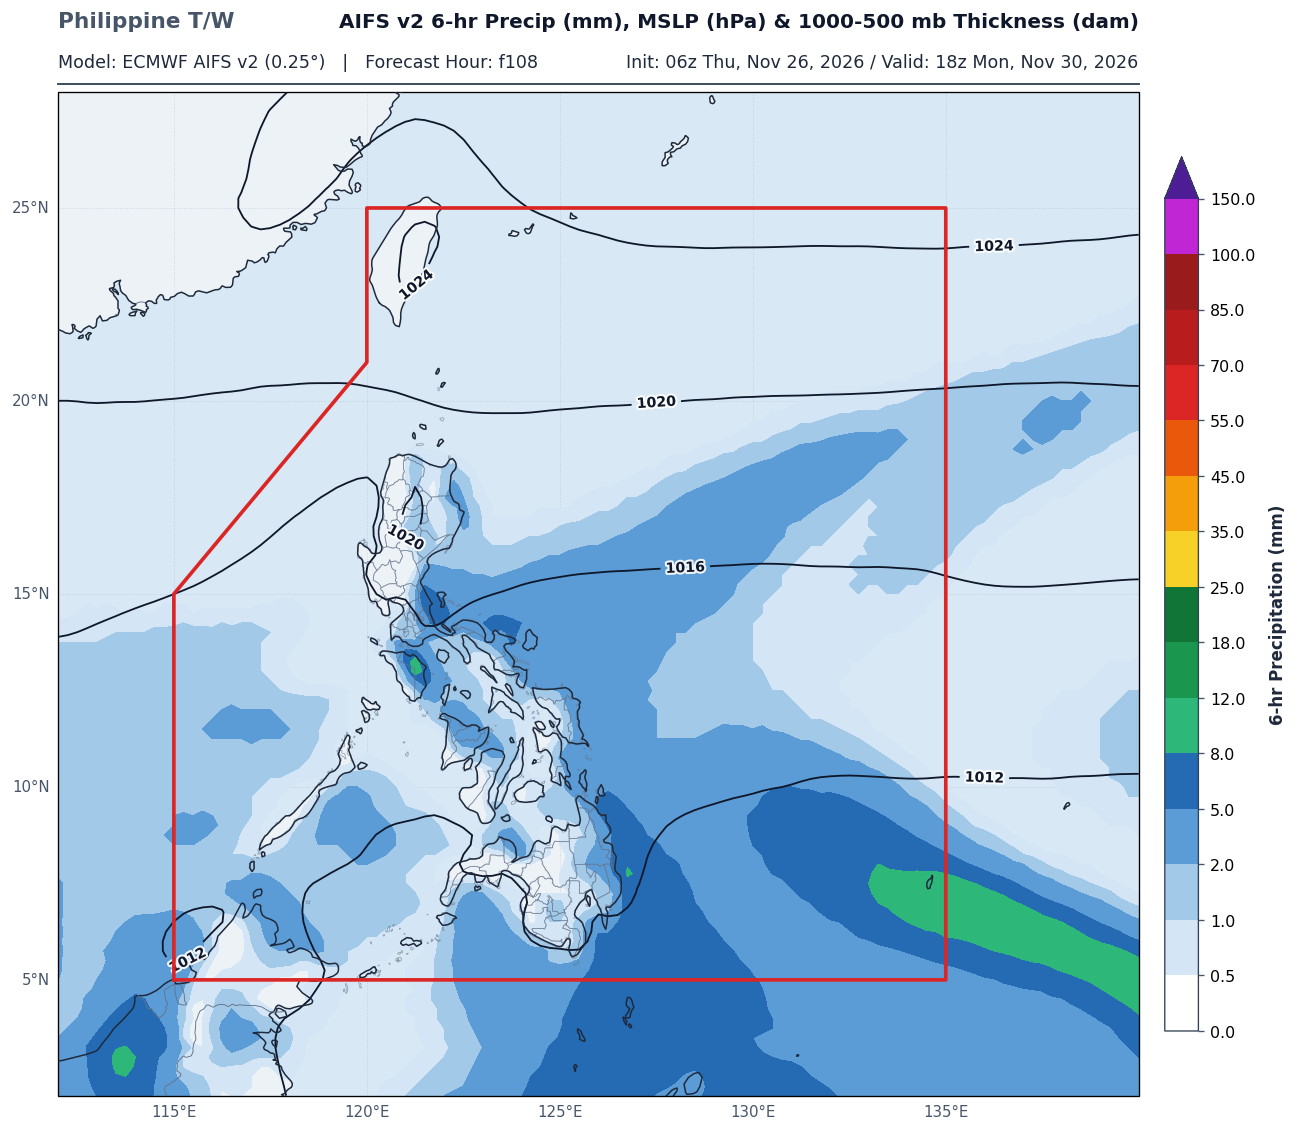 Philippine T/W
AIFS v2 6-hr Precip (mm), MSLP (hPa) & 1000-500 mb Thickness (dam)
Model: ECMWF AIFS v2 (0.25°) | Forecast Hour: f108
Init: 06z Thu, Nov 26, 2026 / Valid: 18z Mon, Nov 30, 2026
25°N
20°N
15°N
10°N
5°N
1024
1024
1020
1020
1016
1012
1012
115°E
120°E
125°E
130°E
135°E
150.0
100.0
85.0
70.0
55.0
45.0
35.0
25.0
18.0
12.0
8.0
5.0
2.0
1.0
0.5
0.0
6-hr Precipitation (mm)